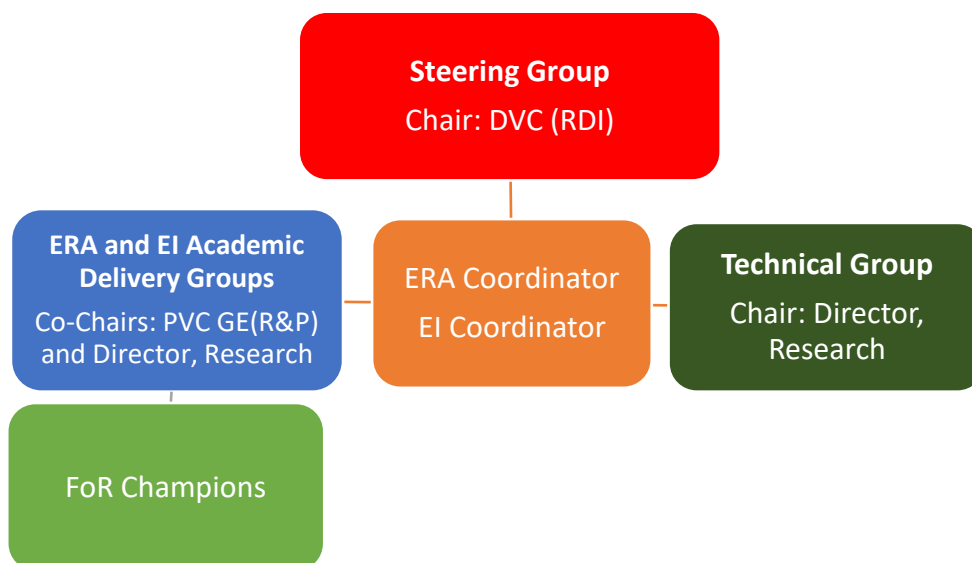 Steering Group
Chair: DVC (RDI)
ERA and EI Academic
Delivery Groups
Co-Chairs: PVC GE(R&P)
and Director, Research
ERA Coordinator
EI Coordinator
Technical Group
Chair: Director,
Research
FoR Champions